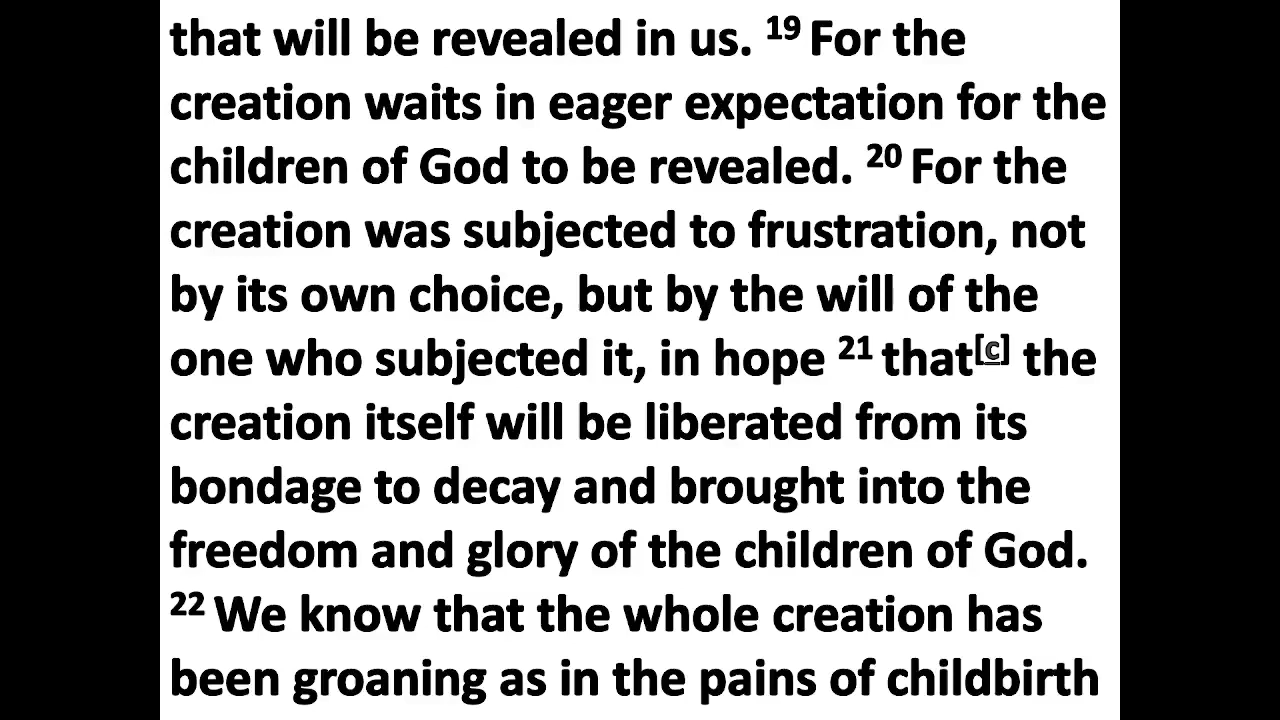 that will be revealed in us. 19 For the
creation waits in eager expectation for the
children of God to be revealed. 20 For the
creation was subjected to frustration, not
by its own choice, but by the will of the
one who subjected it, in hope 21 that[c] the
creation itself will be liberated from its
bondage to decay and brought into the
freedom and glory of the children of God.
22 We know that the whole creation has
been groaning as in the pains of childbirth